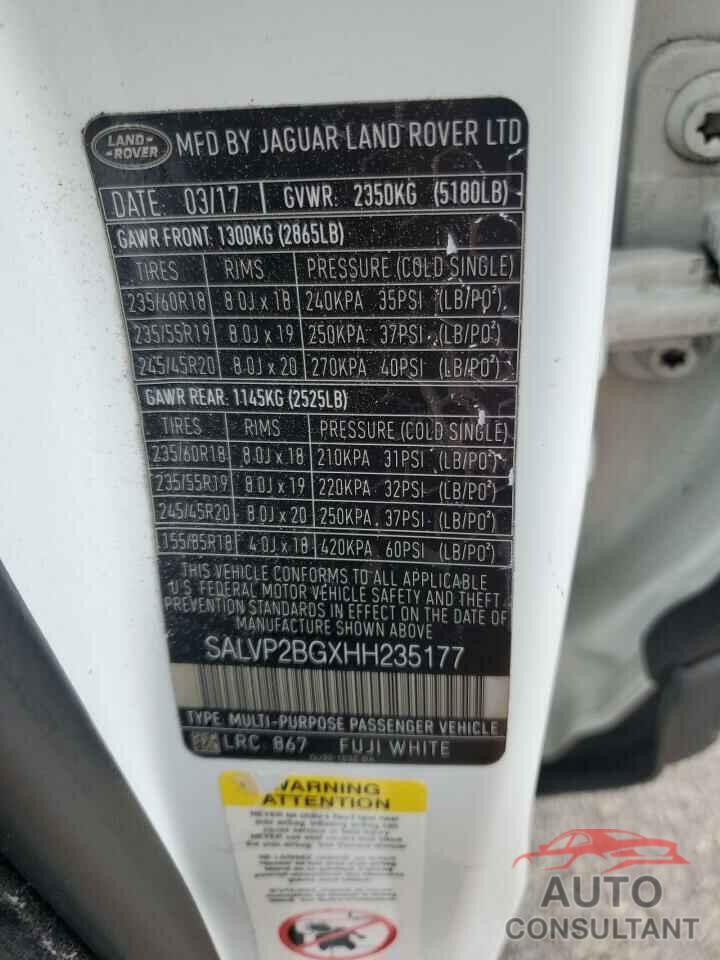 LAND-
-ROVER
MFD BY JAGUAR LAND ROVER LTD
DATE: 03/17 GVWR: 2350KG (5180LB)
GAWR FRONT: 1300KG (2865LB)
TIRES RIMS PRESSURE (COLD SINGLE)
235/60R18 8.0J x 18 240KPA 35PSI (LB/PO²)
235/55R19 8.0J x 19 250KPA 37PSI (LB/PO²)
245/45R20 8.0J x 20 270KPA 40PSI (LB/PO²)
GAWR REAR: 1145KG (2525LB)
TIRES RIMS PRESSURE (COLD SINGLE)
235/60R18 8.0J x 18 210KPA 31PSI (LB/PO²)
235/55R19 8.0J x 19 220KPA 32PSI (LB/PO²)
245/45R20 8.0J x 20 250KPA 37PSI (LB/PO²)
155/85R18 4.0J x 18 420KPA 60PSI (LB/PO²)
THIS VEHICLE CONFORMS TO ALL APPLICABLE
U.S. FEDERAL MOTOR VEHICLE SAFETY AND THEFT
PREVENTION STANDARDS IN EFFECT ON THE DATE OF
MANUFACTURE SHOWN ABOVE
SALVP2BGXHH235177
TYPE: MULTI-PURPOSE PASSENGER VEHICLE
LRC 867 FUJI WHITE
WARNING
ATTENTION
AUTO
CONSULTANT